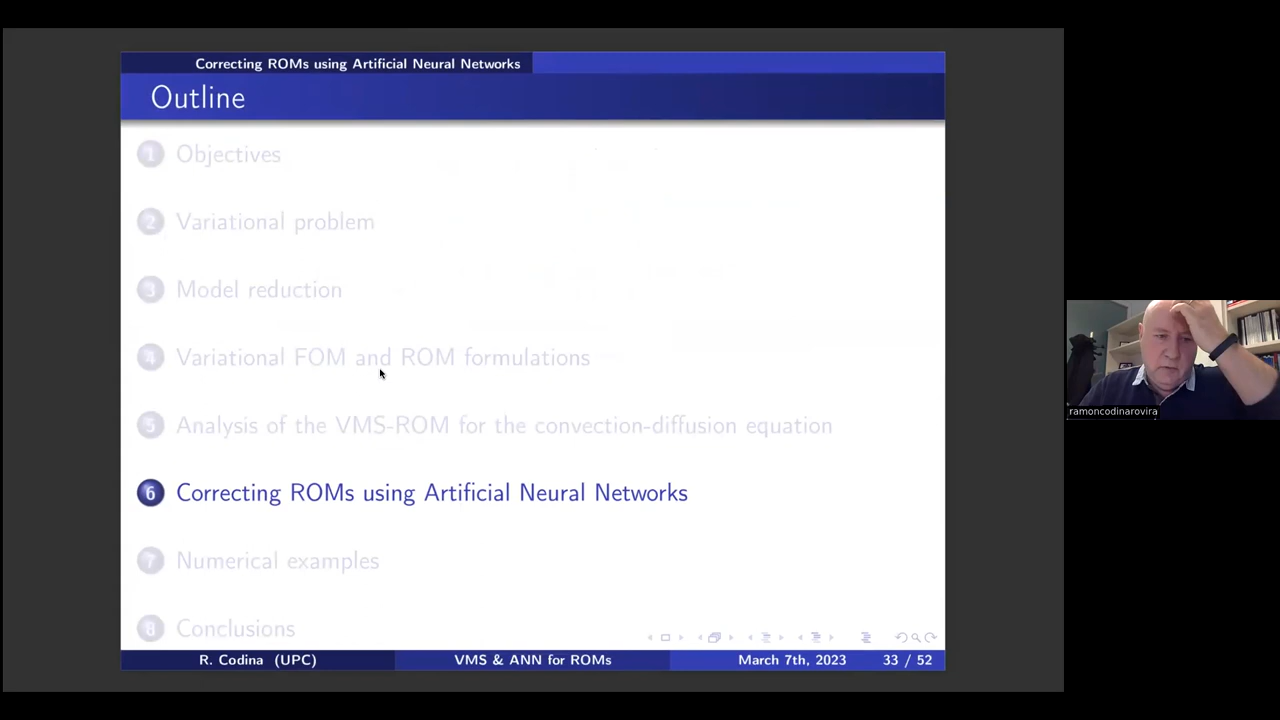 Correcting ROMs using Artificial Neural Networks
Outline
1 Objectives
2 Variational problem
3 Model reduction
4 Variational FOM and ROM formulations
5 Analysis of the VMS-ROM for the convection-diffusion equation
6 Correcting ROMs using Artificial Neural Networks
7 Numerical examples
8 Conclusions
R. Codina (UPC) VMS & ANN for ROMs March 7th, 2023 33 / 52
ramoncodinarovira